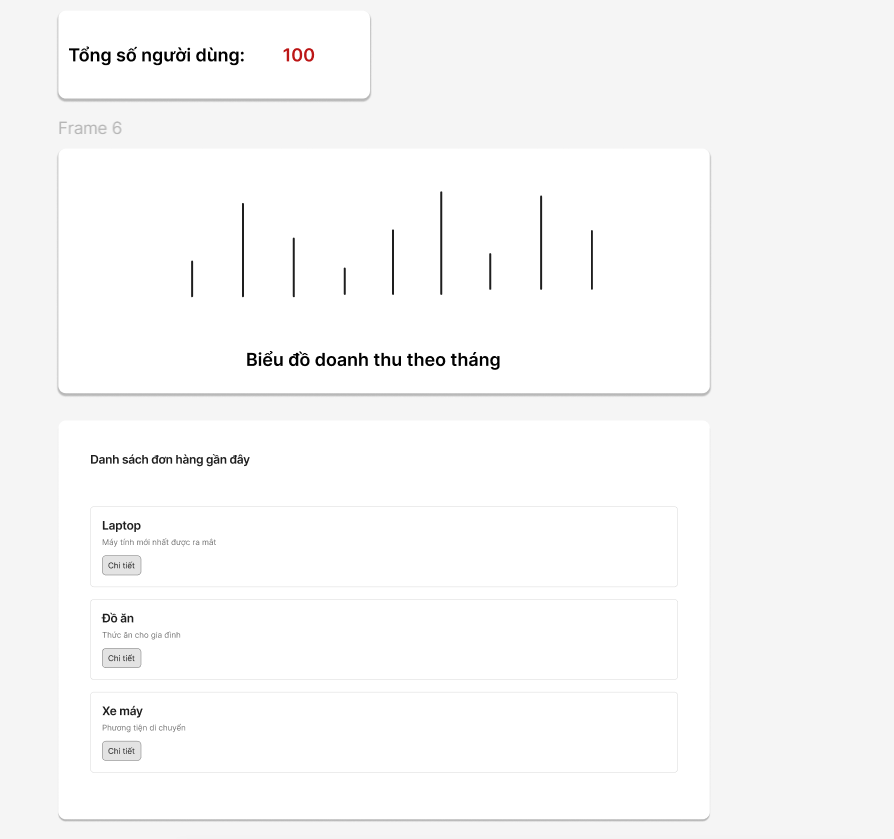 Tổng số người dùng: 100
Frame 6
Biểu đồ doanh thu theo tháng
Danh sách đơn hàng gần đây
Laptop
Máy tính mới nhất được ra mắt
Chi tiết
Đồ ăn
Thức ăn cho gia đình
Chi tiết
Xe máy
Phương tiện di chuyển
Chi tiết